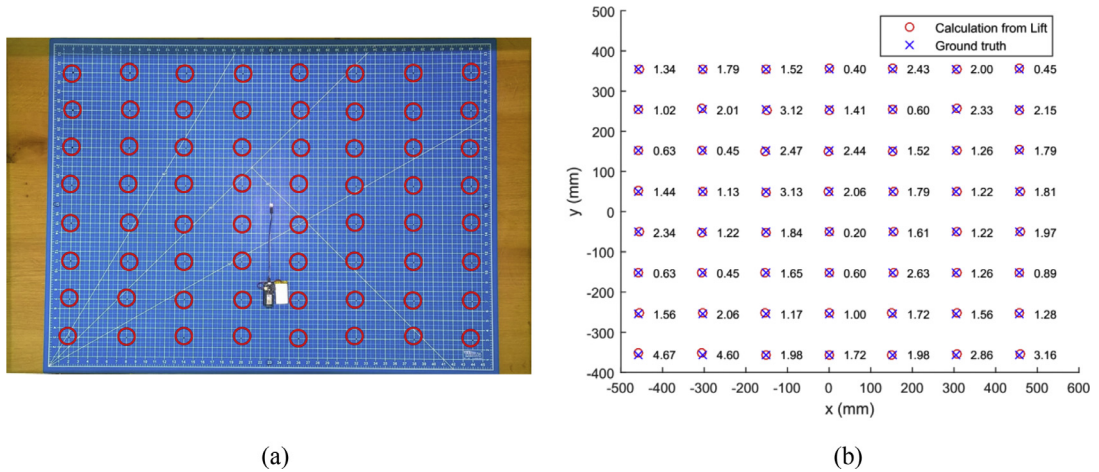 500
400
300
200
100
0
-100
-200
-300
-400
y (mm)
Calculation from Lift
Ground truth
1.34 1.79 1.52 0.40 2.43 2.00 0.45
1.02 2.01 3.12 1.41 0.60 2.33 2.15
0.63 0.45 2.47 2.44 1.52 1.26 1.79
1.44 1.13 3.13 2.06 1.79 1.22 1.81
2.34 1.22 1.84 0.20 1.61 1.22 1.97
0.63 0.45 1.65 0.60 2.63 1.26 0.89
1.56 2.06 1.17 1.00 1.72 1.56 1.28
4.67 4.60 1.98 1.72 1.98 2.86 3.16
-500 -400 -300 -200 -100 0 100 200 300 400 500 600
x (mm)
(a)
(b)